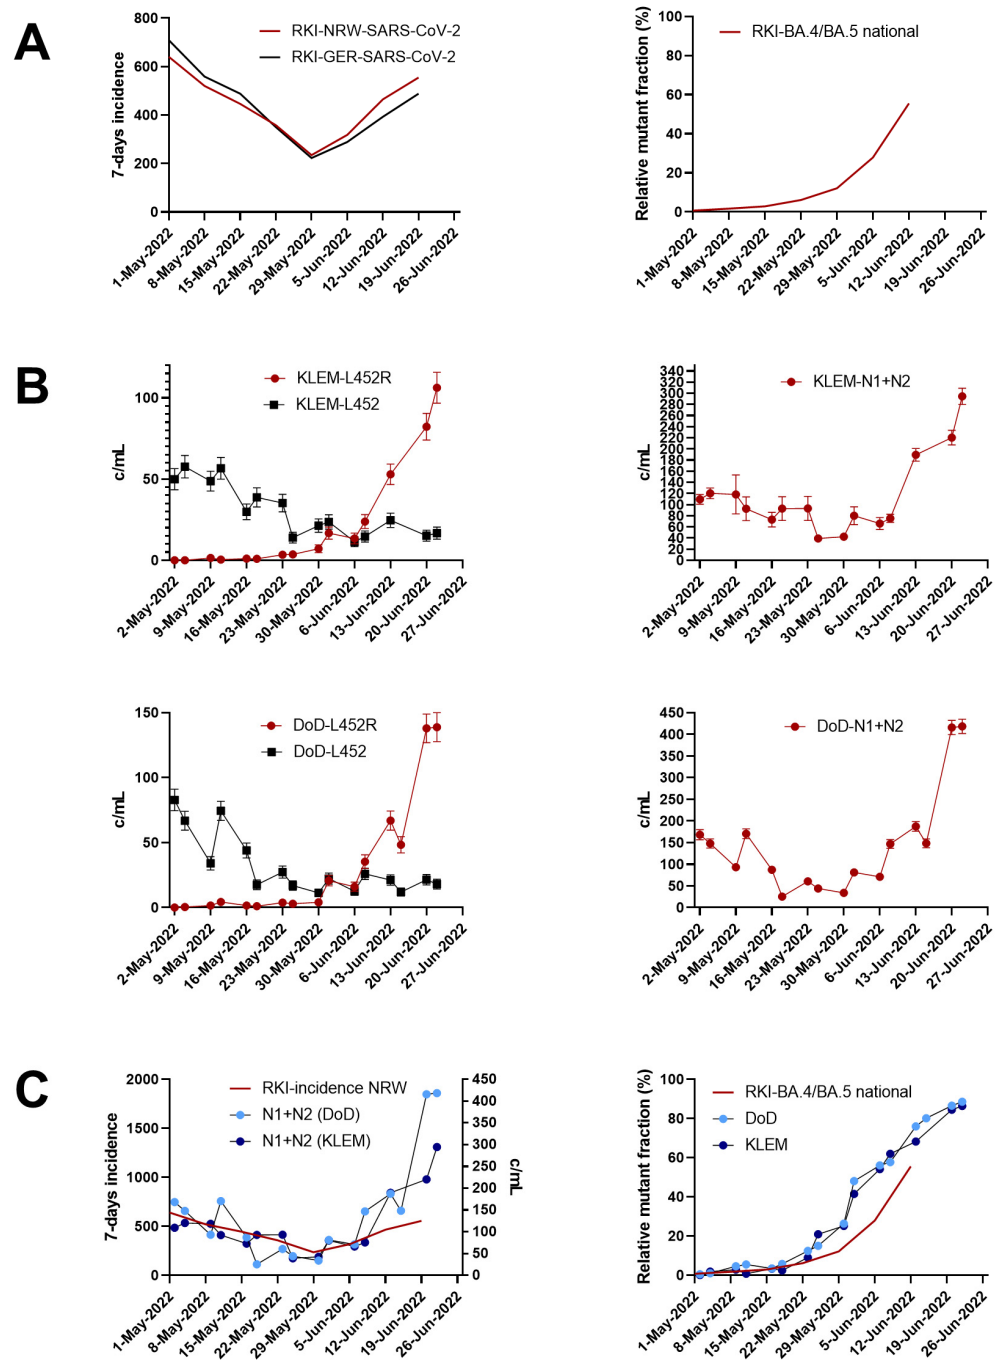 A
7-days incidence
800
600
400
200
0
RKI-NRW-SARS-CoV-2
RKI-GER-SARS-CoV-2
1-May-2022
8-May-2022
15-May-2022
22-May-2022
29-May-2022
5-Jun-2022
12-Jun-2022
19-Jun-2022
26-Jun-2022
Relative mutant fraction (%)
100
80
60
40
20
0
RKI-BA.4/BA.5 national
1-May-2022
8-May-2022
15-May-2022
22-May-2022
29-May-2022
5-Jun-2022
12-Jun-2022
19-Jun-2022
26-Jun-2022
B
c/mL
100
50
0
KLEM-L452R
KLEM-L452
2-May-2022
9-May-2022
16-May-2022
23-May-2022
30-May-2022
6-Jun-2022
13-Jun-2022
20-Jun-2022
27-Jun-2022
c/mL
340
320
300
280
260
240
220
200
180
160
140
120
100
80
60
40
20
0
KLEM-N1+N2
2-May-2022
9-May-2022
16-May-2022
23-May-2022
30-May-2022
6-Jun-2022
13-Jun-2022
20-Jun-2022
27-Jun-2022
c/mL
150
100
50
0
DoD-L452R
DoD-L452
2-May-2022
9-May-2022
16-May-2022
23-May-2022
30-May-2022
6-Jun-2022
13-Jun-2022
20-Jun-2022
27-Jun-2022
c/mL
450
400
350
300
250
200
150
100
50
0
DoD-N1+N2
2-May-2022
9-May-2022
16-May-2022
23-May-2022
30-May-2022
6-Jun-2022
13-Jun-2022
20-Jun-2022
27-Jun-2022
C
7-days incidence
2000
1500
1000
500
0
RKI-incidence NRW
N1+N2 (DoD)
N1+N2 (KLEM)
450
400
350
300
250
200
150
100
50
0
c/mL
1-May-2022
8-May-2022
15-May-2022
22-May-2022
29-May-2022
5-Jun-2022
12-Jun-2022
19-Jun-2022
26-Jun-2022
Relative mutant fraction (%)
100
80
60
40
20
0
RKI-BA.4/BA.5 national
DoD
KLEM
1-May-2022
8-May-2022
15-May-2022
22-May-2022
29-May-2022
5-Jun-2022
12-Jun-2022
19-Jun-2022
26-Jun-2022